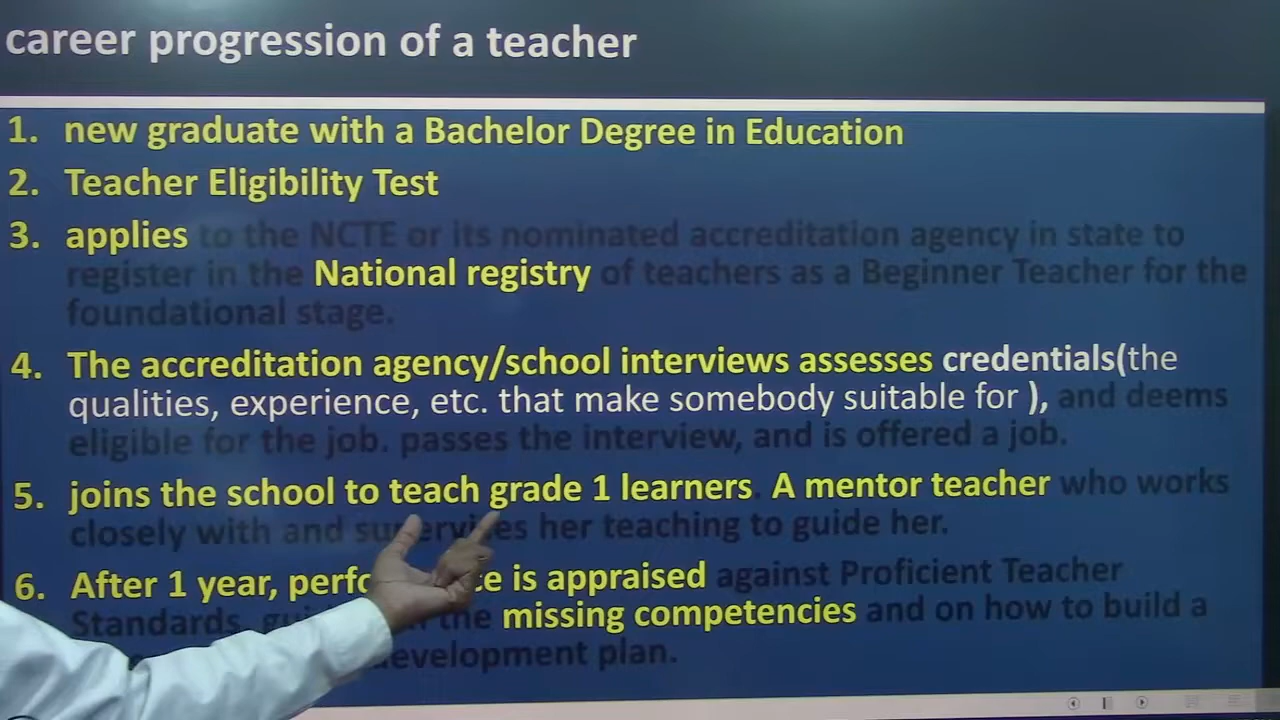 career progression of a teacher
1. new graduate with a Bachelor Degree in Education
2. Teacher Eligibility Test
3. applies to the NCTE or its nominated accreditation agency in state to
register in the National registry of teachers as a Beginner Teacher for the
foundational stage.
4. The accreditation agency/school interviews assesses credentials(the
qualities, experience, etc. that make somebody suitable for ), and deems
eligible for the job. passes the interview, and is offered a job.
5. joins the school to teach grade 1 learners. A mentor teacher who works
closely with and supervises her teaching to guide her.
6. After 1 year, is appraised against Proficient Teacher
Standards, the missing competencies and on how to build a
development plan.